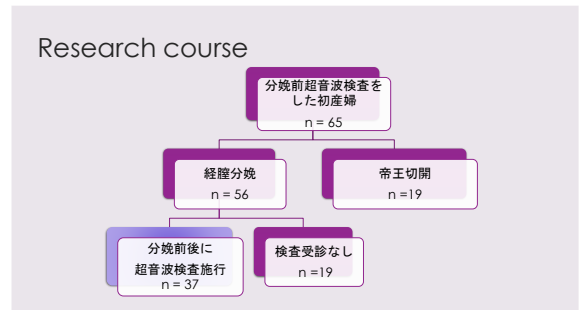 Research course
分娩前超音波検査を
した初産婦
n = 65
経膣分娩
n = 56
帝王切開
n =19
分娩前後に
超音波検査施行
n = 37
検査受診なし
n =19